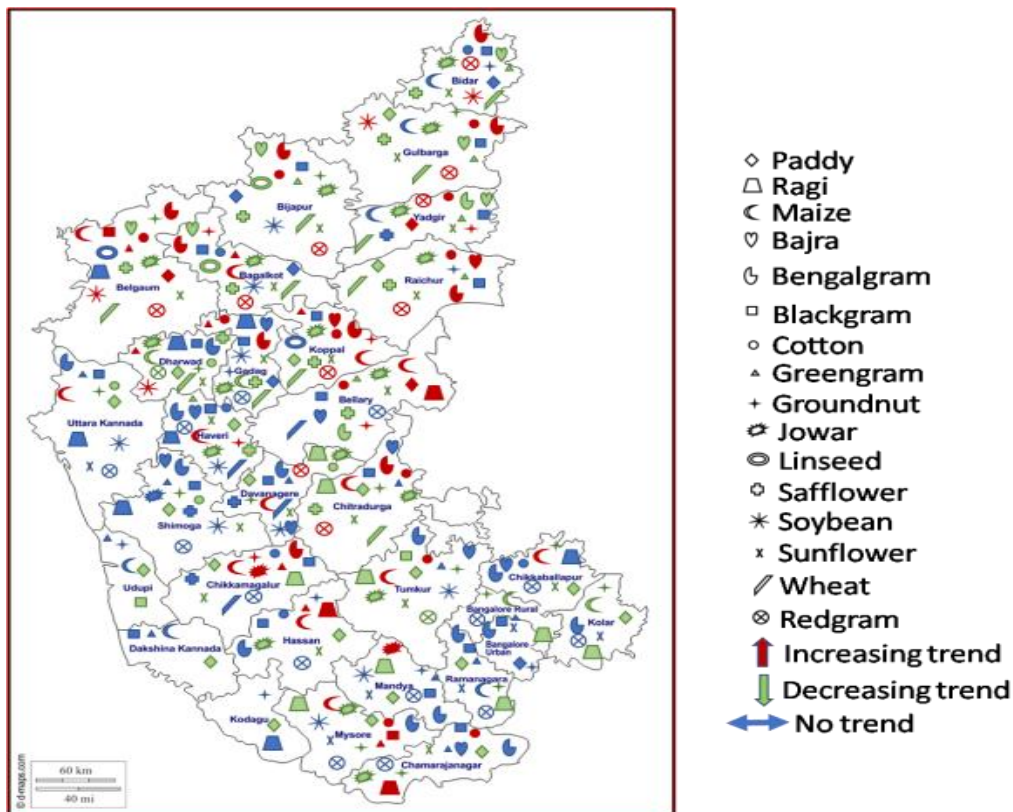 Bidar
Gulbarga
Bijapur
Yadgir
Belgaum
Bagalkot
Raichur
Dharwad
Gadag
Koppal
Bellary
Uttara Kannada
Haveri
Davanagere
Shimoga
Chitradurga
Udupi
Chikkamagalur
Tumkur
Chikkaballapur
Bangalore Rural
Kolar
Dakshina Kannada
Hassan
Bangalore
Urban
Mandya
Ramanagara
Kodagu
Mysore
Chamarajanagar
© d-maps.com
60 km
40 mi
Paddy
Ragi
Maize
Bajra
Bengalgram
Blackgram
Cotton
Greengram
Groundnut
Jowar
Linseed
Safflower
Soybean
Sunflower
Wheat
Redgram
Increasing trend
Decreasing trend
No trend